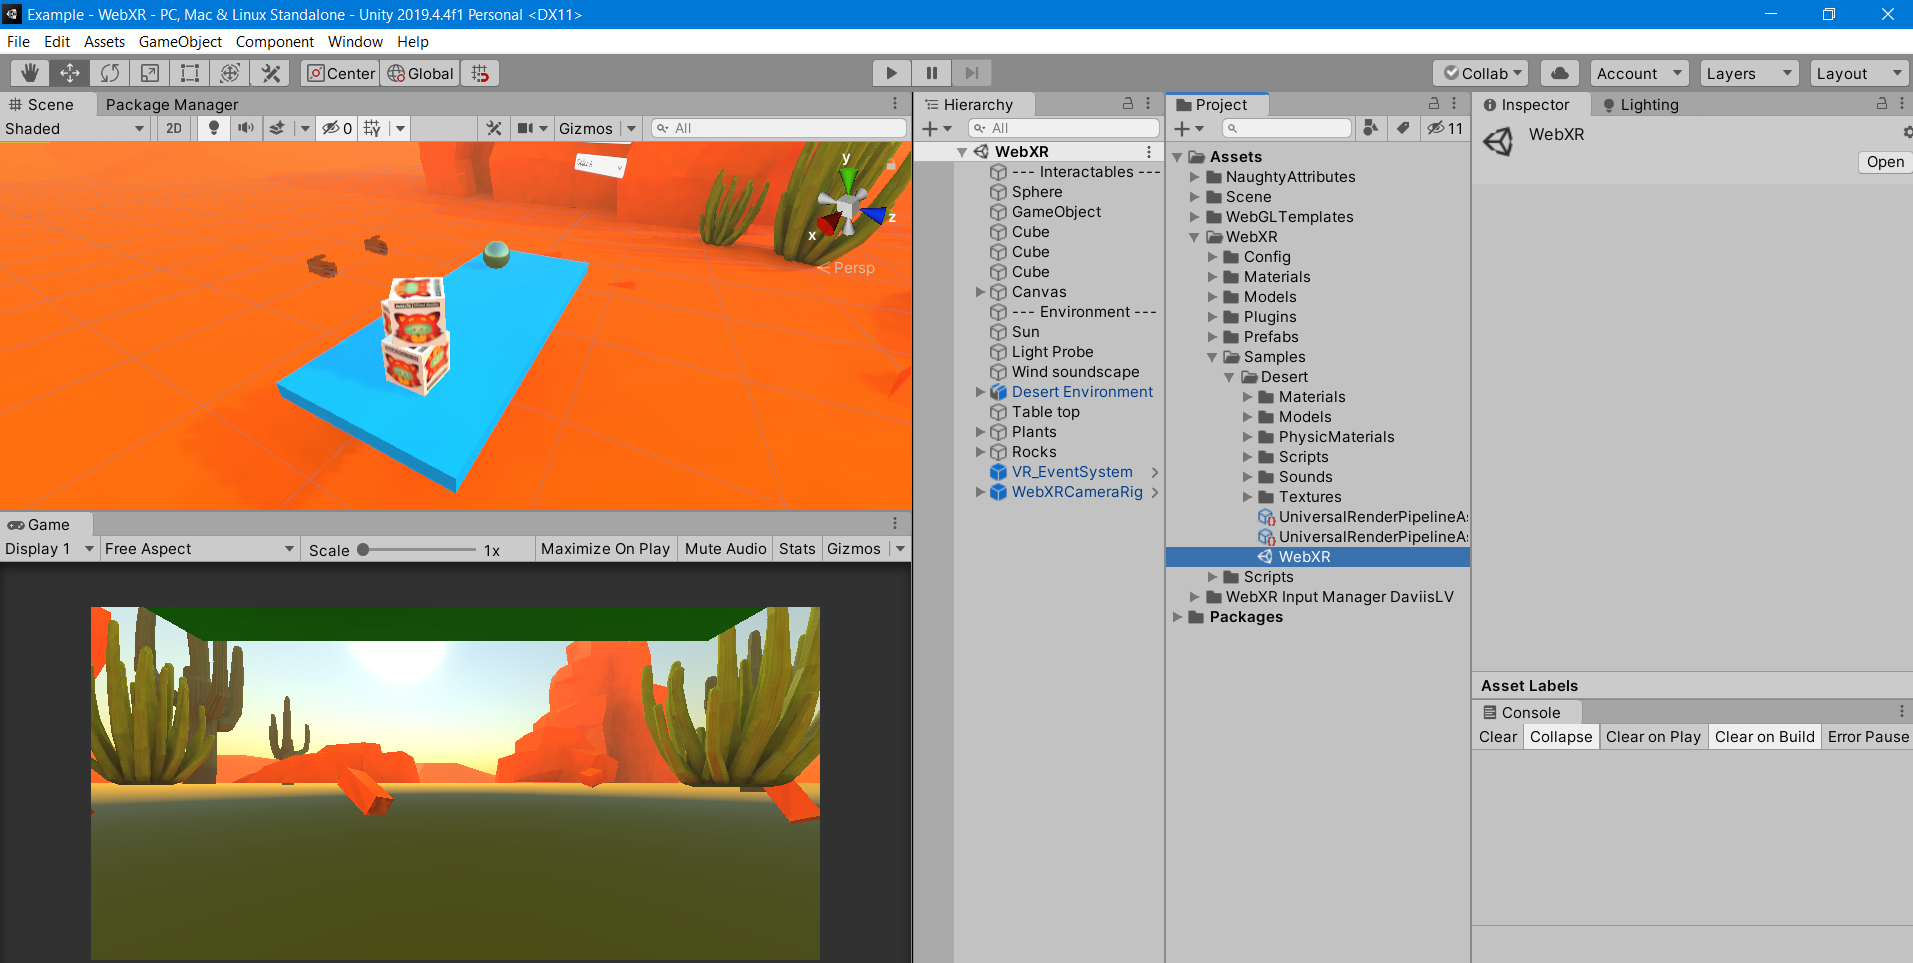 Example - WebXR - PC, Mac & Linux Standalone - Unity 2019.4.4f1 Personal <DX11>
File Edit Assets GameObject Component Window Help
Center Global Collab Account Layers Layout
Scene Package Manager
Shaded 2D 0 Gizmos All
y
z
x
Persp
Game
Display 1 Free Aspect Scale 1x Maximize On Play Mute Audio Stats Gizmos
Hierarchy
All
WebXR
--- Interactables ---
Sphere
GameObject
Cube
Cube
Cube
Canvas
--- Environment ---
Sun
Light Probe
Wind soundscape
Desert Environment
Table top
Plants
Rocks
VR_EventSystem
WebXRCameraRig
Project
11
Assets
NaughtyAttributes
Scene
WebGLTemplates
WebXR
Config
Materials
Models
Plugins
Prefabs
Samples
Desert
Materials
Models
PhysicMaterials
Scripts
Sounds
Textures
UniversalRenderPipelineAs
UniversalRenderPipelineAs
WebXR
Scripts
WebXR Input Manager DaviisLV
Packages
Inspector Lighting
WebXR
Open
Asset Labels
Console
Clear Collapse Clear on Play Clear on Build Error Pause